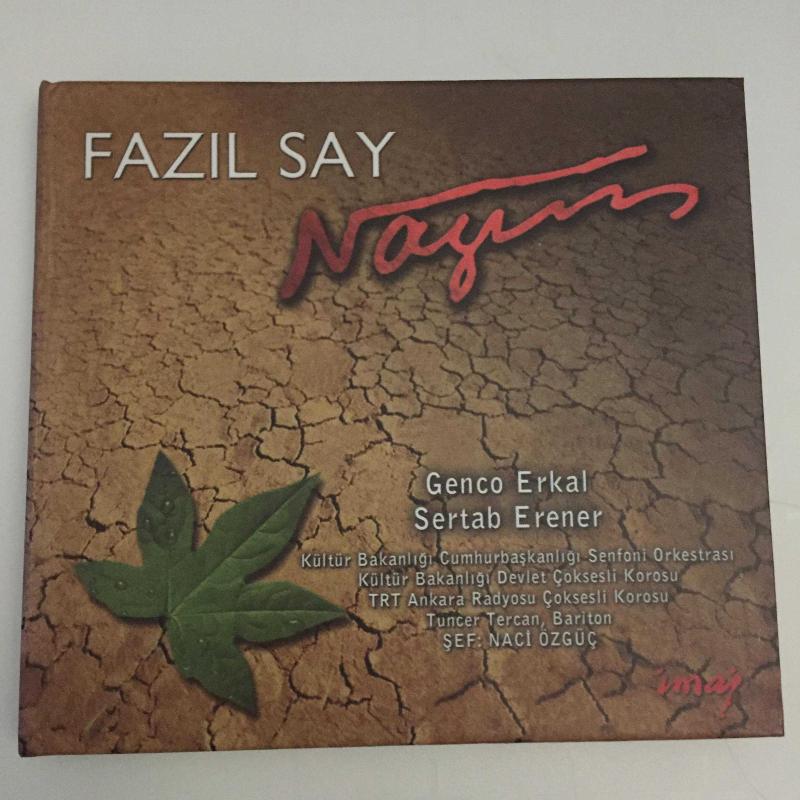 FAZIL SAY
Nâzım
Genco Erkal
Sertab Erener
Kültür Bakanlığı Cumhurbaşkanlığı Senfoni Orkestrası
Kültür Bakanlığı Devlet Çoksesli Korosu
TRT Ankara Radyosu Çoksesli Korosu
Tuncer Tercan, Bariton
ŞEF: NACİ ÖZGÜÇ
imaj